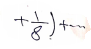 + 1/8) + ...